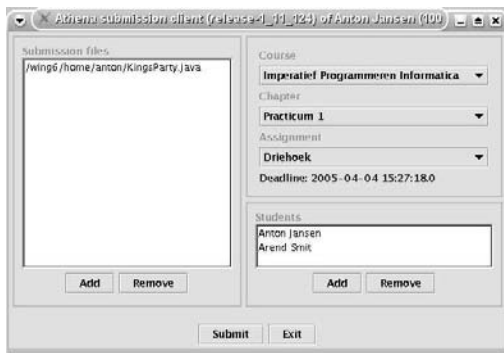 Athena submission client (release-1_11_124) of Anton Jansen (100
Submission files
/wing6/home/anton/KingsParty.java
Add
Remove
Course
Imperatief Programmeren Informatica
Chapter
Practicum 1
Assignment
Driehoek
Deadline: 2005-04-04 15:27:18.0
Students
Anton Jansen
Arend Smit
Add
Remove
Submit
Exit